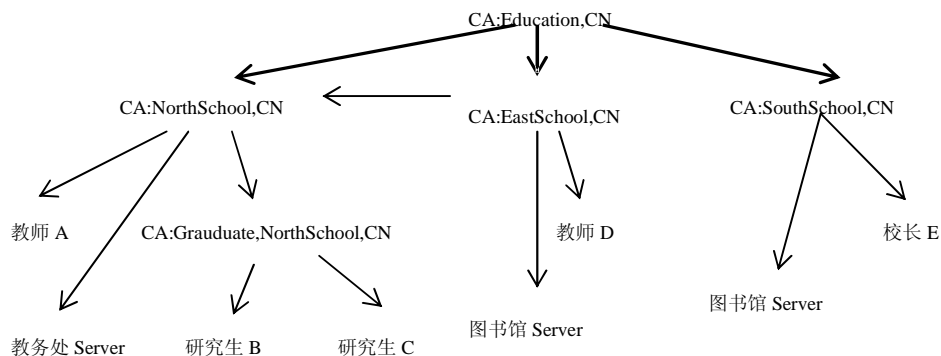 CA:Education,CN
CA:NorthSchool,CN
CA:EastSchool,CN
CA:SouthSchool,CN
教师 A
CA:Grauduate,NorthSchool,CN
教师 D
校长 E
教务处 Server
研究生 B
研究生 C
图书馆 Server
图书馆 Server